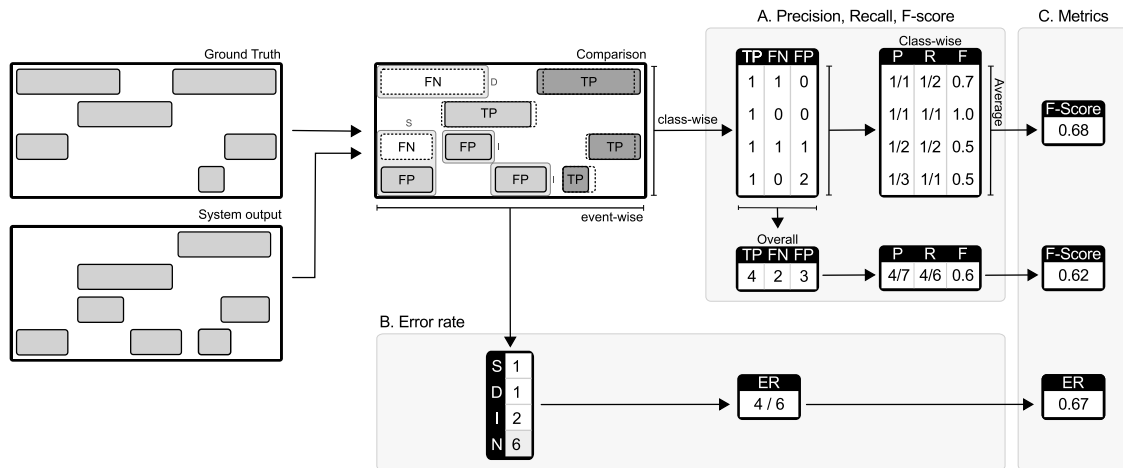 A. Precision, Recall, F-score
C. Metrics
Ground Truth
Comparison
FN
D
TP
TP
S
FN
FP
I
TP
FP
FP
I
TP
class-wise
event-wise
TP FN FP
1 1 0
1 0 0
1 1 1
1 0 2
Class-wise
P R F
1/1 1/2 0.7
1/1 1/1 1.0
1/2 1/2 0.5
1/3 1/1 0.5
Average
F-Score
0.68
System output
Overall
TP FN FP
4 2 3
P R F
4/7 4/6 0.6
F-Score
0.62
B. Error rate
S 1
D 1
I 2
N 6
ER
4 / 6
ER
0.67